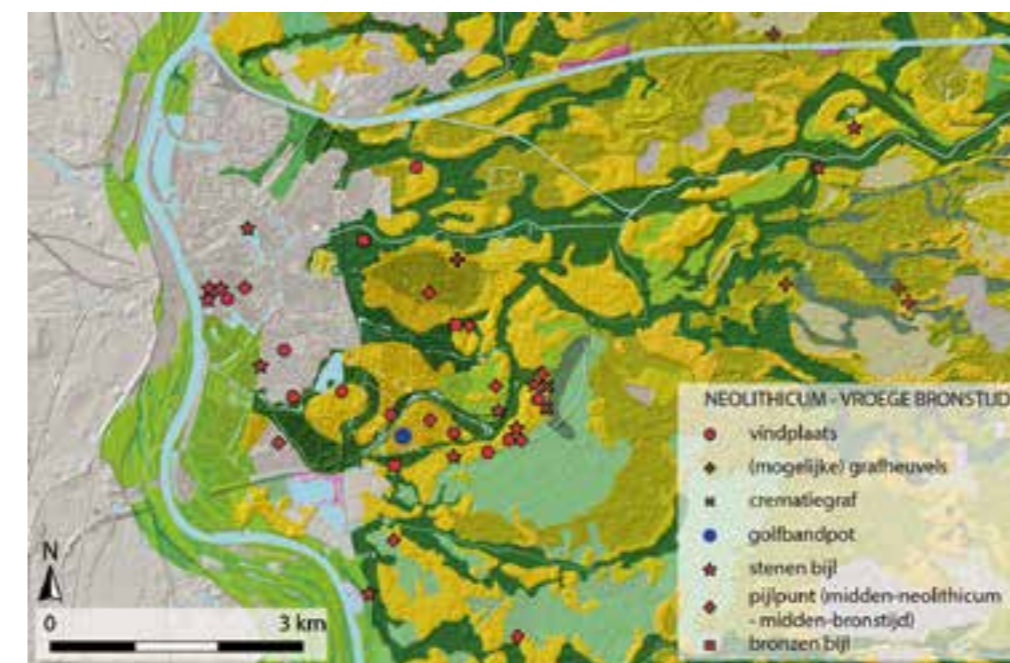 NEOLITHICUM - VROEGE BRONSTIJD
vindplaats
(mogelijke) grafheuvels
crematiegraf
golfbandpot
stenen bijl
pijlpunt (midden-neolithicum
- midden-bronstijd)
bronzen bijl
N
0 3 km